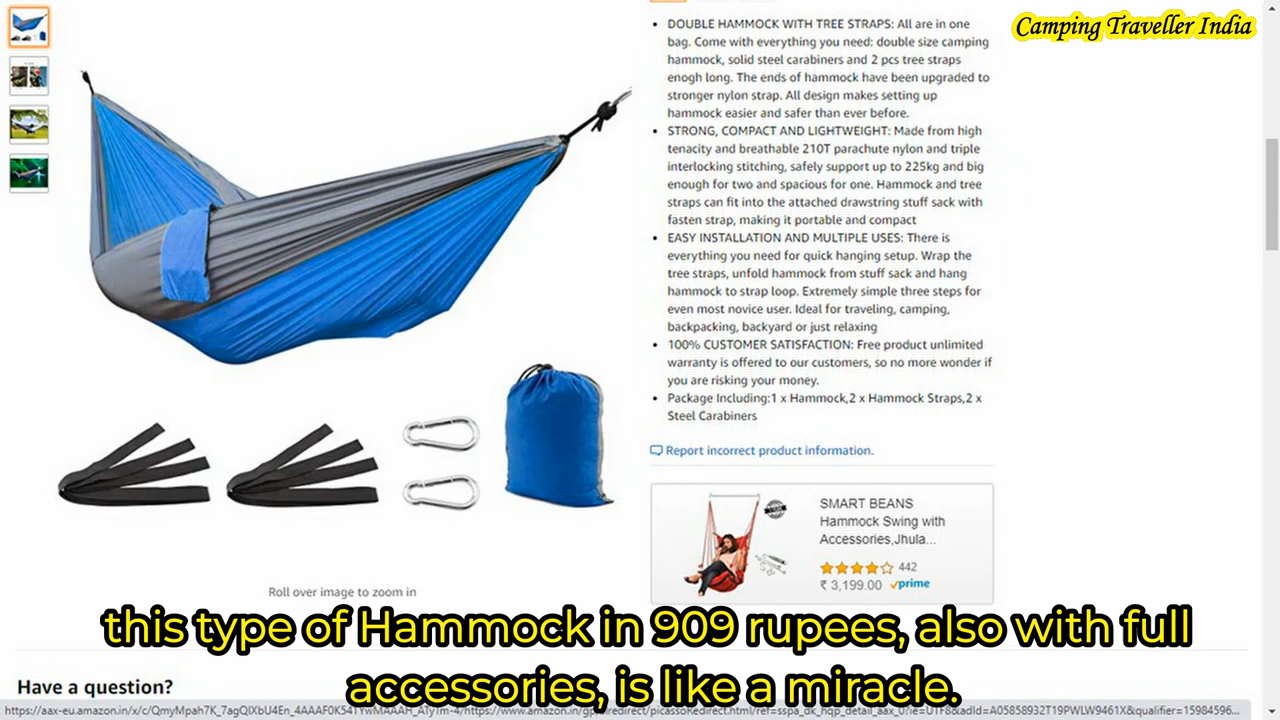 Camping Traveller India
DOUBLE HAMMOCK WITH TREE STRAPS: All are in one
bag. Come with everything you need: double size camping
hammock, solid steel carabiners and 2 pcs tree straps
enogh long. The ends of hammock have been upgraded to
stronger nylon strap. All design makes setting up
hammock easier and safer than ever before.
STRONG, COMPACT AND LIGHTWEIGHT: Made from high
tenacity and breathable 210T parachute nylon and triple
interlocking stitching, safely support up to 225kg and big
enough for two and spacious for one. Hammock and tree
straps can fit into the attached drawstring stuff sack with
fasten strap, making it portable and compact
EASY INSTALLATION AND MULTIPLE USES: There is
everything you need for quick hanging setup. Wrap the
tree straps, unfold hammock from stuff sack and hang
hammock to strap loop. Extremely simple three steps for
even most novice user. Ideal for traveling, camping,
backpacking, backyard or just relaxing
100% CUSTOMER SATISFACTION: Free product unlimited
warranty is offered to our customers, so no more wonder if
you are risking your money.
Package Including:1 x Hammock,2 x Hammock Straps,2 x
Steel Carabiners
Report incorrect product information.
SMART BEANS
Hammock Swing with
Accessories,Jhula...
442
₹ 3,199.00 prime
Roll over image to zoom in
this type of Hammock in 909 rupees, also with full
accessories, is like a miracle.
Have a question?